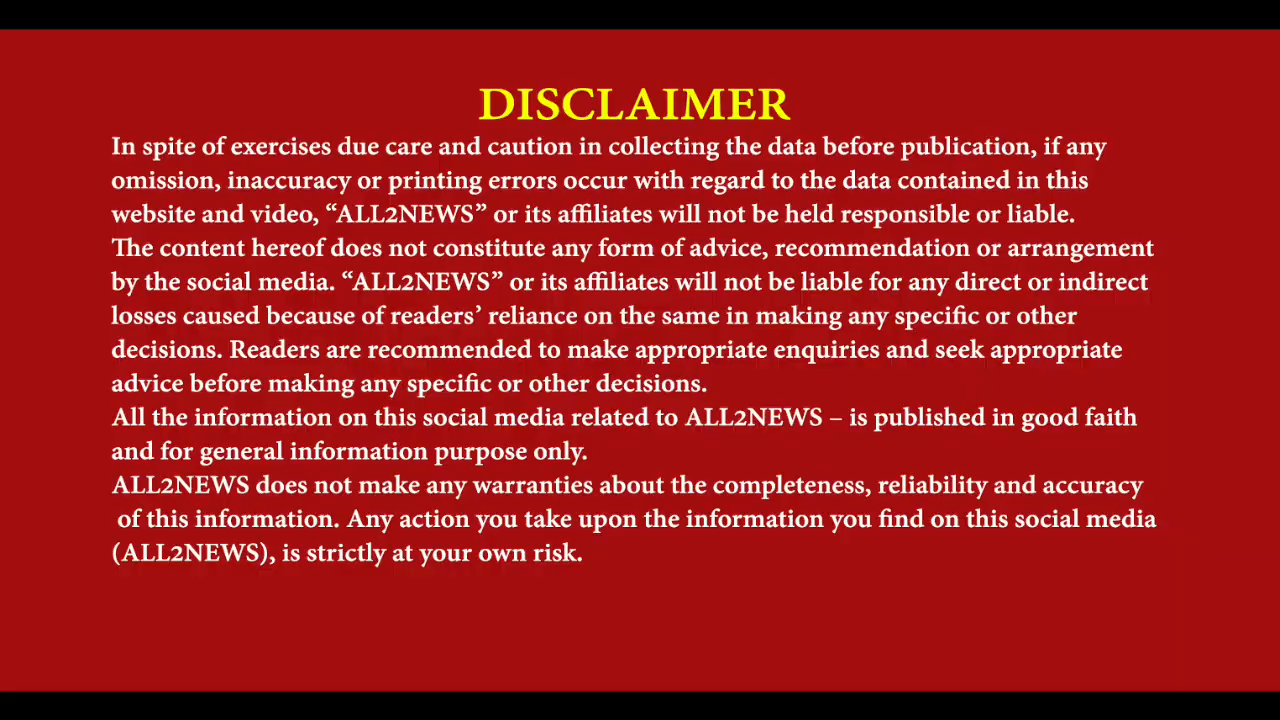 DISCLAIMER
In spite of exercises due care and caution in collecting the data before publication, if any
omission, inaccuracy or printing errors occur with regard to the data contained in this
website and video, “ALL2NEWS” or its affiliates will not be held responsible or liable.
The content hereof does not constitute any form of advice, recommendation or arrangement
by the social media. “ALL2NEWS” or its affiliates will not be liable for any direct or indirect
losses caused because of readers’ reliance on the same in making any specific or other
decisions. Readers are recommended to make appropriate enquiries and seek appropriate
advice before making any specific or other decisions.
All the information on this social media related to ALL2NEWS – is published in good faith
and for general information purpose only.
ALL2NEWS does not make any warranties about the completeness, reliability and accuracy
of this information. Any action you take upon the information you find on this social media
(ALL2NEWS), is strictly at your own risk.